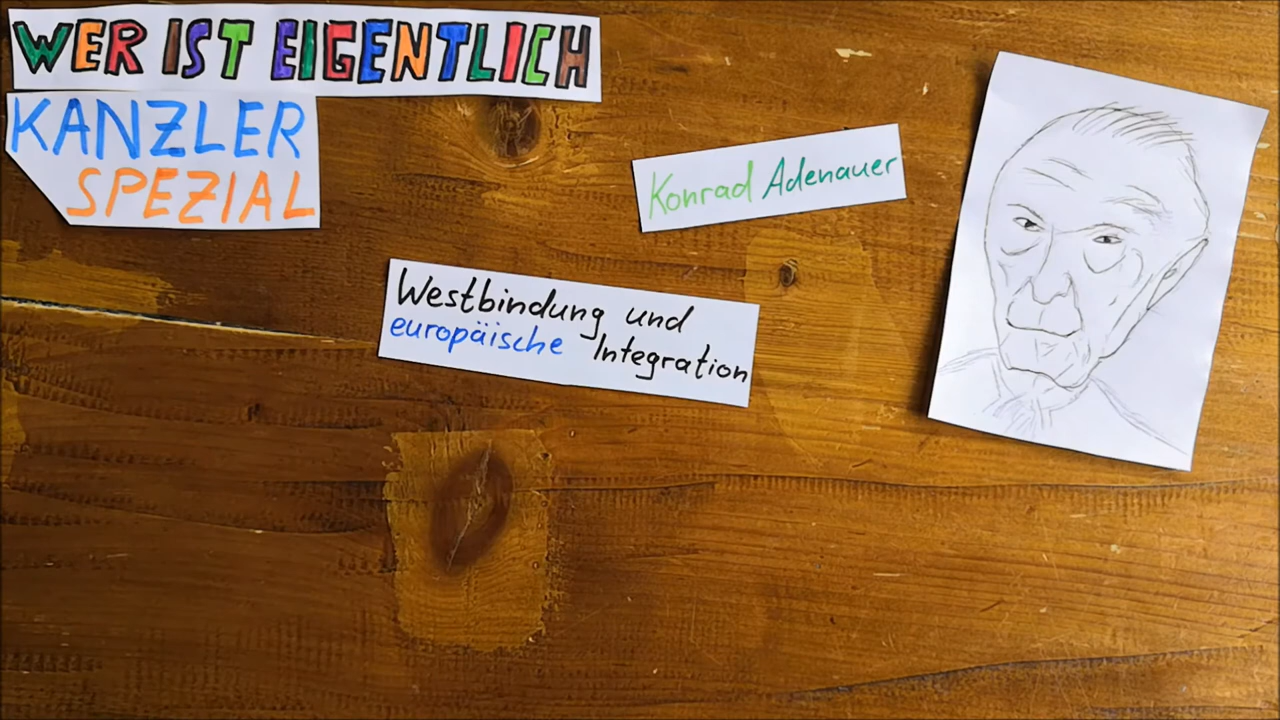 WER IST EIGENTLICH
KANZLER
SPEZIAL
Konrad Adenauer
Westbindung und
europäische Integration